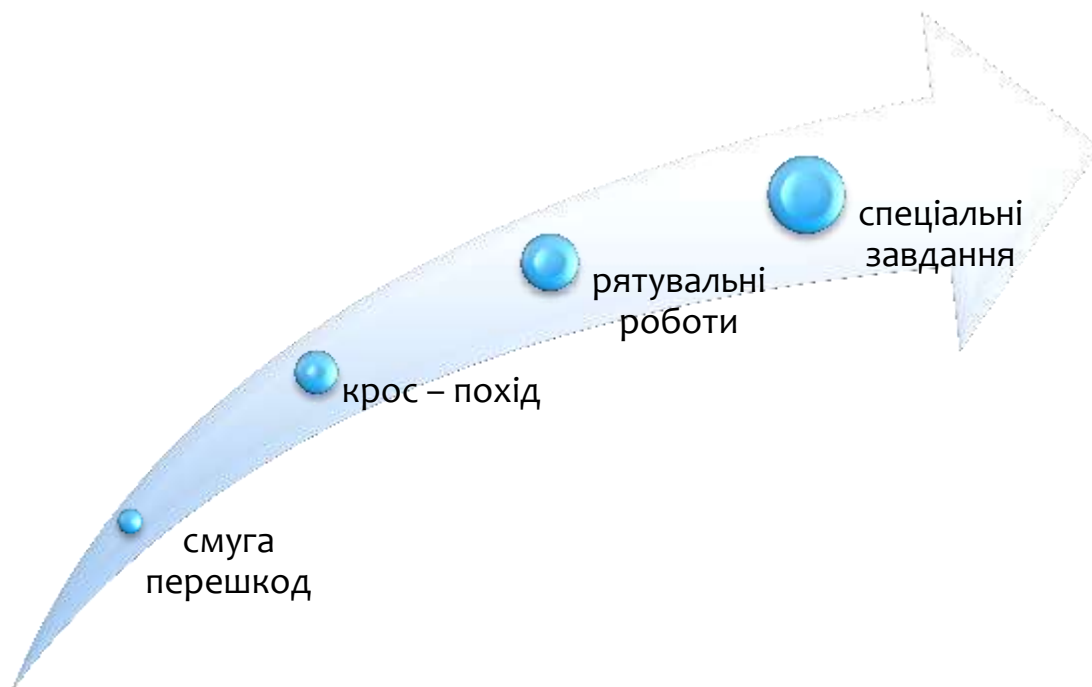 спеціальні
завдання
рятувальні
роботи
крос – похід
смуга
перешкод